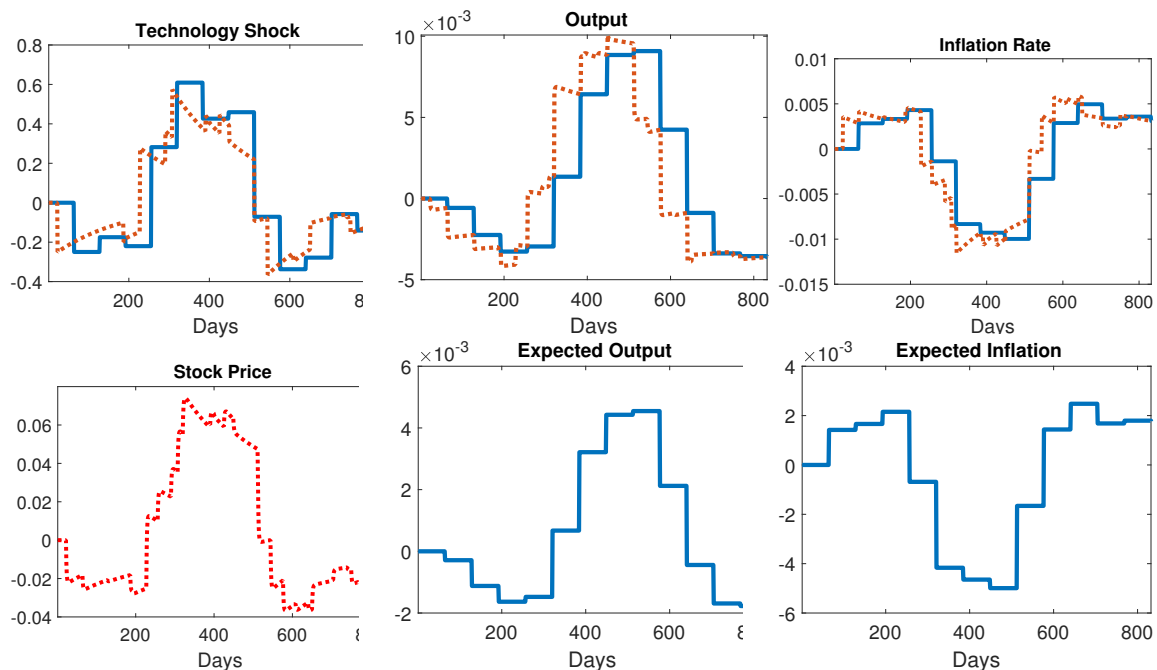 Technology Shock
0.8
0.6
0.4
0.2
0
-0.2
-0.4
200 400 600 8
Days
×10⁻³ Output
10
5
0
-5
200 400 600 800
Days
Inflation Rate
0.01
0.005
0
-0.005
-0.01
-0.015
200 400 600 800
Days
Stock Price
0.06
0.04
0.02
0
-0.02
-0.04
200 400 600 8
Days
×10⁻³ Expected Output
6
4
2
0
-2
200 400 600 8
Days
×10⁻³ Expected Inflation
4
2
0
-2
-4
-6
200 400 600 800
Days